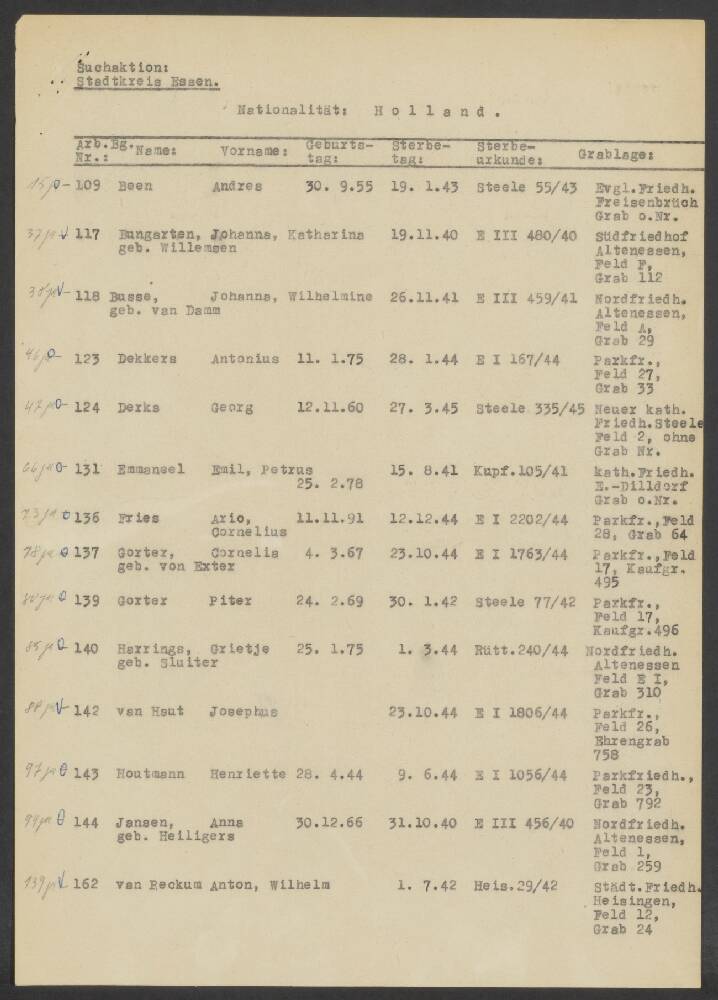 Suchaktion:
Stadtkreis Essen.
Nationalität: Holland.
Arb.Bg. Name: Vorname: Geburts- Sterbe- Sterbe- Grablage:
Nr.: tag: tag: urkunde:
109 Been Andres 30. 9.55 19. 1.43 Steele 55/43 Evgl.Friedh.
Freisenbruch
Grab o.Nr.
117 Bungarten, Johanna, Katharina 19.11.40 E III 480/40 Südfriedhof
geb. Willemsen Altenessen,
Feld F,
Grab 112
118 Busse, Johanna, Wilhelmine 26.11.41 E III 459/41 Nordfriedh.
geb. van Damm Altenessen,
Feld A,
Grab 29
123 Dekkers Antonius 11. 1.75 28. 1.44 E I 167/44 Parkfr.,
Feld 27,
Grab 33
124 Derks Georg 12.11.60 27. 3.45 Steele 335/45 Neuer kath.
Friedh.Steele
Feld 2, ohne
Grab Nr.
131 Emmaneel Emil, Petrus 15. 8.41 Kupf.105/41 kath.Friedh.
25. 2.78 E.-Dilldorf
Grab o.Nr.
136 Fries Ario, 11.11.91 12.12.44 E I 2202/44 Parkfr.,Feld
Cornelius 28, Grab 64
137 Gorter, Cornelia 4. 3.67 23.10.44 E I 1763/44 Parkfr.,Feld
geb. von Exter 17, Kaufgr.
495
139 Gorter Piter 24. 2.69 30. 1.42 Steele 77/42 Parkfr.,
Feld 17,
Kaufgr.496
140 Harrings, Grietje 25. 1.75 1. 3.44 Rütt.240/44 Nordfriedh.
geb. Sluiter Altenessen
Feld E I,
Grab 310
142 van Haut Josephus 23.10.44 E I 1806/44 Parkfr.,
Feld 26,
Ehrengrab
758
143 Houtmann Henriette 28. 4.44 9. 6.44 E I 1056/44 Parkfriedh.,
Feld 23,
Grab 792
144 Jansen, Anna 30.12.66 31.10.40 E III 456/40 Nordfriedh.
geb. Heiligers Altenessen,
Feld 1,
Grab 259
162 van Reckum Anton, Wilhelm 1. 7.42 Heis.29/42 Städt.Friedh.
Heisingen,
Feld 12,
Grab 24